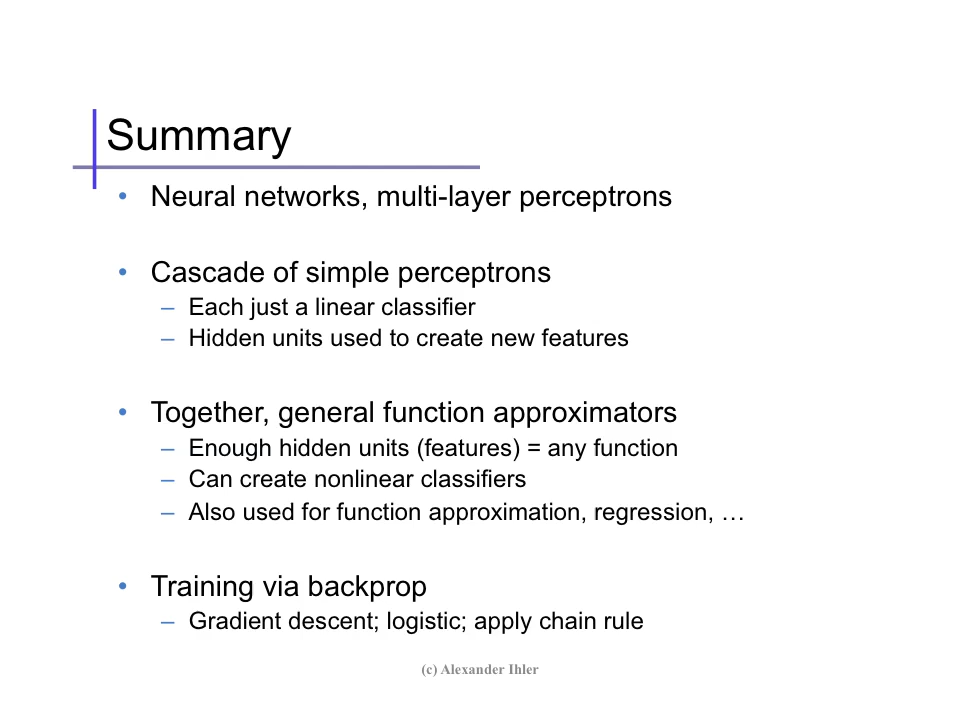 Summary
• Neural networks, multi-layer perceptrons
• Cascade of simple perceptrons
– Each just a linear classifier
– Hidden units used to create new features
• Together, general function approximators
– Enough hidden units (features) = any function
– Can create nonlinear classifiers
– Also used for function approximation, regression, …
• Training via backprop
– Gradient descent; logistic; apply chain rule
(c) Alexander Ihler